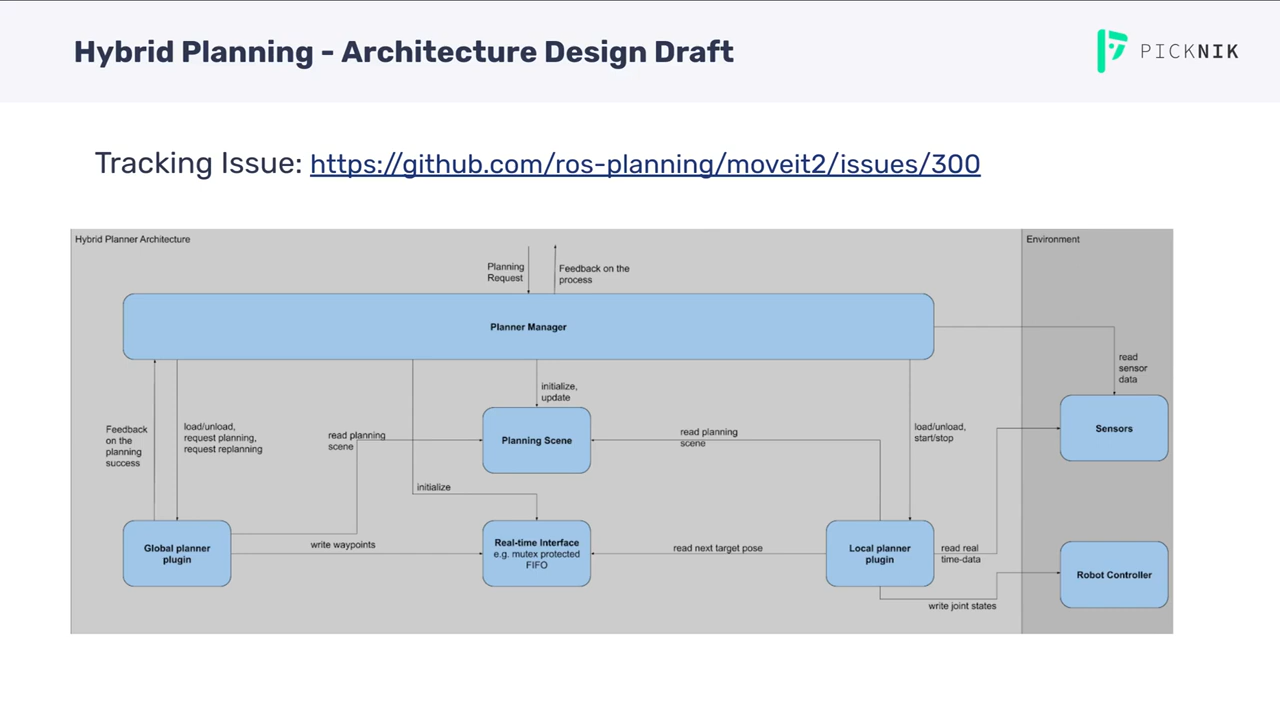 Hybrid Planning - Architecture Design Draft
PICKNIK
Tracking Issue: https://github.com/ros-planning/moveit2/issues/300
Hybrid Planner Architecture
Environment
Planning
Request
Feedback on the
process
Planner Manager
read
sensor
data
initialize,
update
Feedback
on the
planning
success
load/unload,
request planning,
request replanning
read planning
scene
Planning Scene
read planning
scene
load/unload,
start/stop
Sensors
initialize
Global planner
plugin
write waypoints
Real-time Interface
e.g. mutex protected
FIFO
read next target pose
Local planner
plugin
read real
time-data
Robot Controller
write joint states